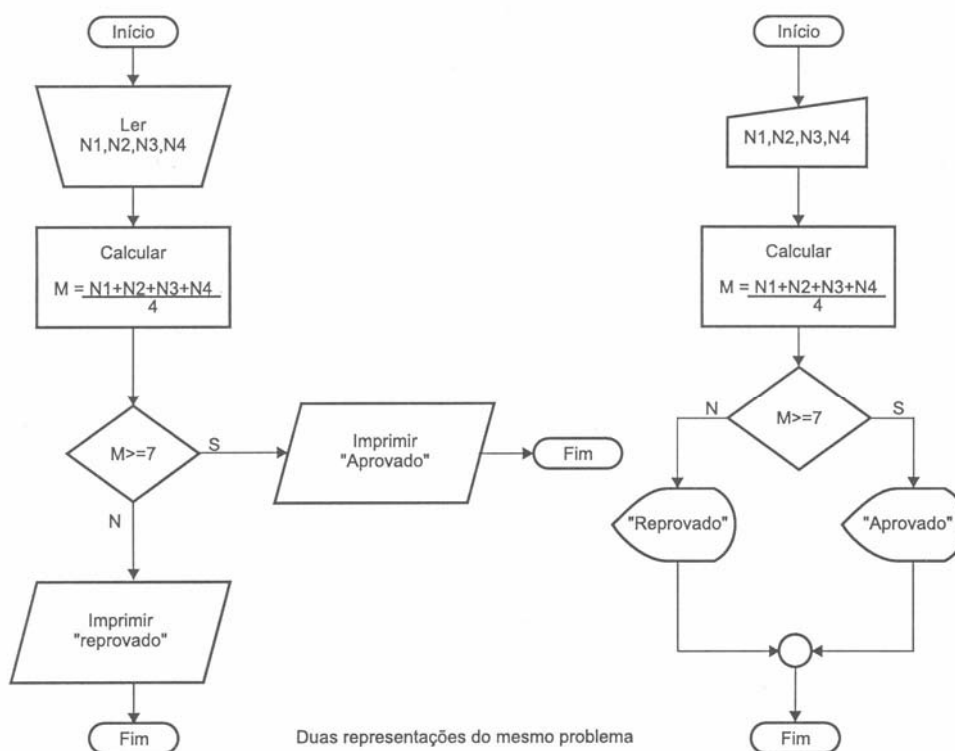 Início
Ler
N1,N2,N3,N4
Calcular
M = N1+N2+N3+N4
4
M>=7
S
N
Imprimir
"Aprovado"
Fim
Imprimir
"reprovado"
Fim
Início
N1,N2,N3,N4
Calcular
M = N1+N2+N3+N4
4
M>=7
N
S
"Reprovado"
"Aprovado"
Fim
Duas representações do mesmo problema